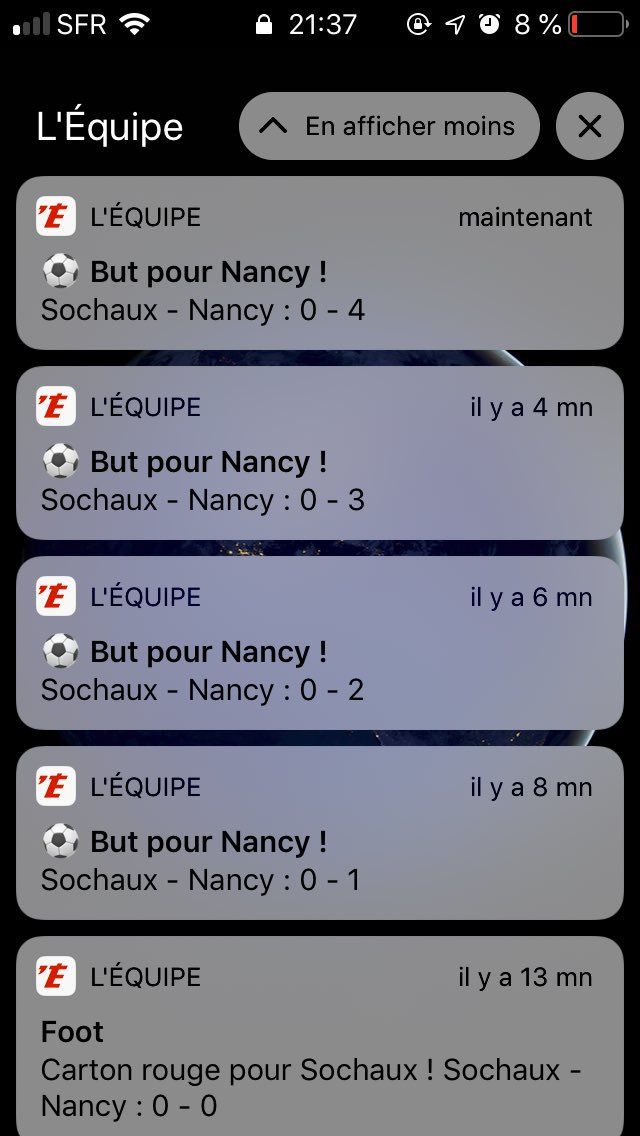 SFR 21:37 8 %
L'Équipe En afficher moins
L'ÉQUIPE maintenant
⚽ But pour Nancy !
Sochaux - Nancy : 0 - 4
L'ÉQUIPE il y a 4 mn
⚽ But pour Nancy !
Sochaux - Nancy : 0 - 3
L'ÉQUIPE il y a 6 mn
⚽ But pour Nancy !
Sochaux - Nancy : 0 - 2
L'ÉQUIPE il y a 8 mn
⚽ But pour Nancy !
Sochaux - Nancy : 0 - 1
L'ÉQUIPE il y a 13 mn
Foot
Carton rouge pour Sochaux ! Sochaux -
Nancy : 0 - 0